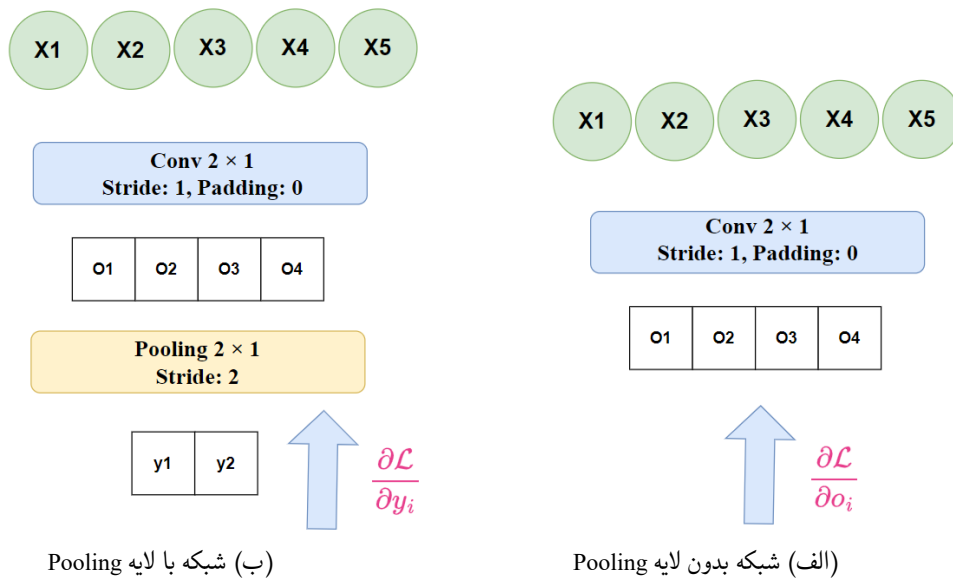 X1 X2 X3 X4 X5
Conv 2 × 1
Stride: 1, Padding: 0
O1 O2 O3 O4
Pooling 2 × 1
Stride: 2
y1 y2
∂ℒ
∂yᵢ
(ب) شبکه با لایه Pooling
X1 X2 X3 X4 X5
Conv 2 × 1
Stride: 1, Padding: 0
O1 O2 O3 O4
∂ℒ
∂oᵢ
(الف) شبکه بدون لایه Pooling